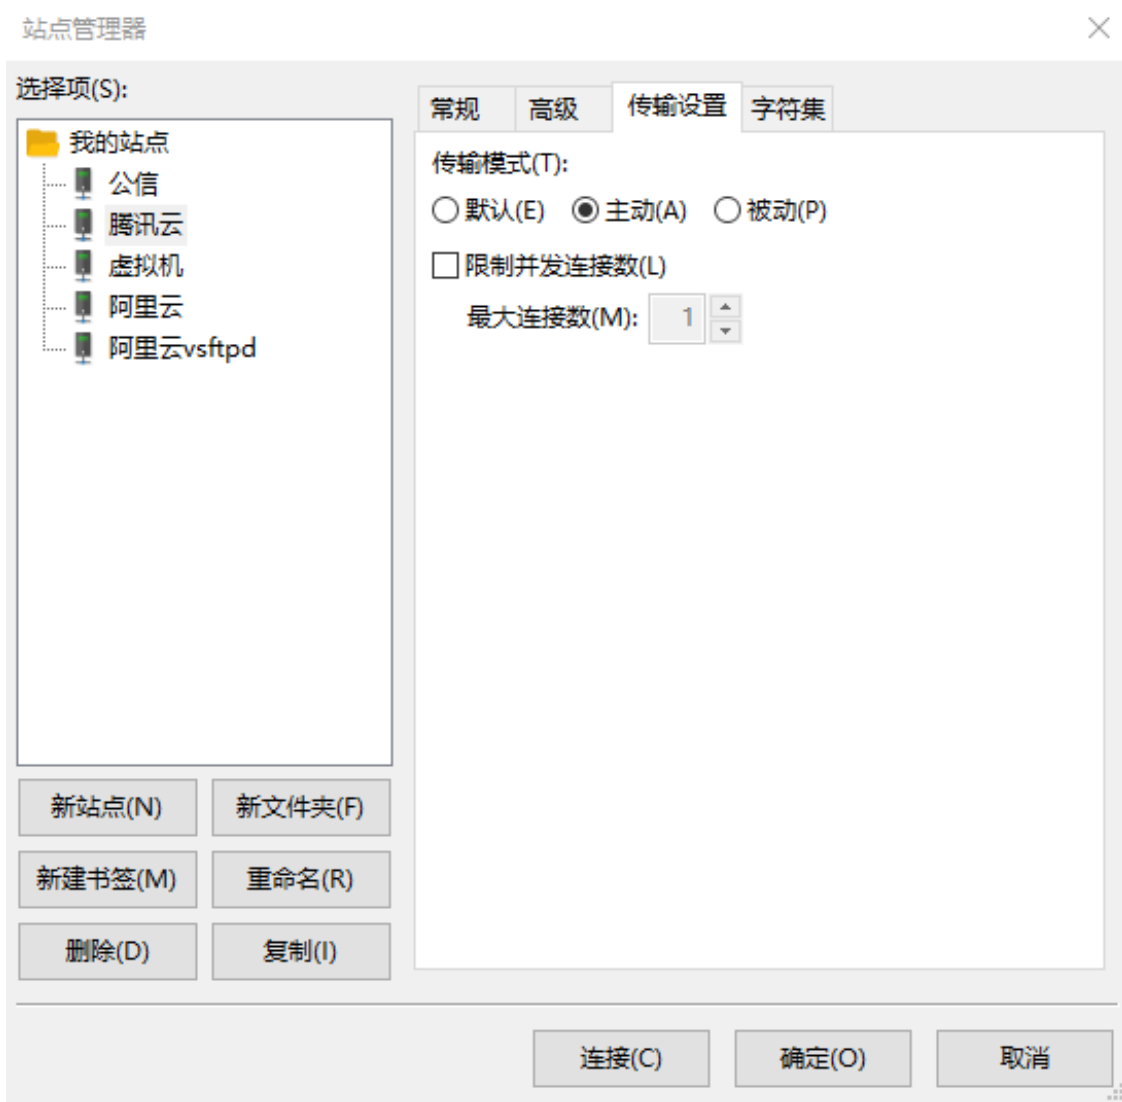 站点管理器
选择项(S):
我的站点
公信
腾讯云
虚拟机
阿里云
阿里云vsftpd
新站点(N) 新文件夹(F)
新建书签(M) 重命名(R)
删除(D) 复制(I)
常规 高级 传输设置 字符集
传输模式(T):
默认(E) 主动(A) 被动(P)
限制并发连接数(L)
最大连接数(M): 1
连接(C) 确定(O) 取消